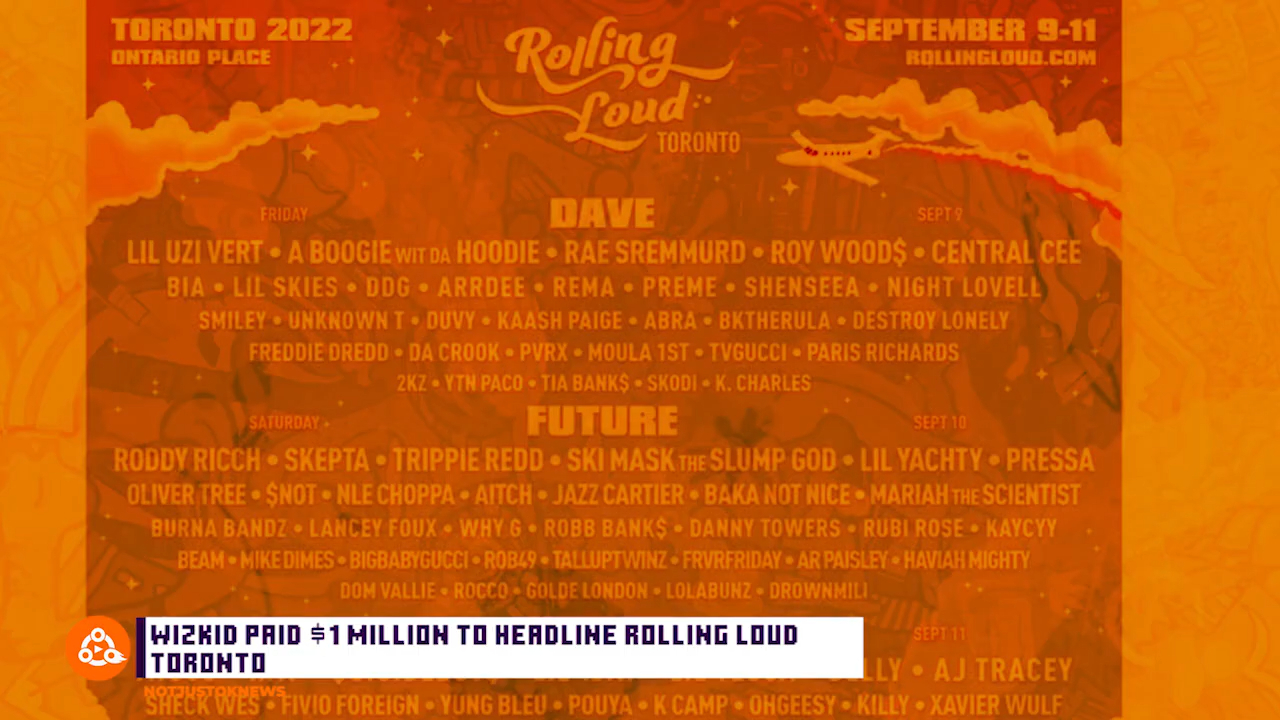 TORONTO 2022
ONTARIO PLACE
Rolling
Loud
TORONTO
SEPTEMBER 9-11
ROLLINGLOUD.COM
FRIDAY
DAVE
SEPT 9
LIL UZI VERT • A BOOGIE WIT DA HOODIE • RAE SREMMURD • ROY WOOD$ • CENTRAL CEE
BIA • LIL SKIES • DDG • ARRDEE • REMA • PREME • SHENSEEA • NIGHT LOVELL
SMILEY • UNKNOWN T • DUVY • KAASH PAIGE • ABRA • BKTHERULA • DESTROY LONELY
FREDDIE DREDD • DA CROOK • PVRX • MOULA 1ST • TVGUCCI • PARIS RICHARDS
2KZ • YTN PACO • TIA BANK$ • SKODI • K. CHARLES
SATURDAY
FUTURE
SEPT 10
RODDY RICCH • SKEPTA • TRIPPIE REDD • SKI MASK THE SLUMP GOD • LIL YACHTY • PRESSA
OLIVER TREE • $NOT • NLE CHOPPA • AITCH • JAZZ CARTIER • BAKA NOT NICE • MARIAH THE SCIENTIST
BURNA BANDZ • LANCEY FOUX • WHY G • ROBB BANK$ • DANNY TOWERS • RUBI ROSE • KAYCYY
BEAM • MIKE DIMES • BIGBABYGUCCI • ROB49 • TALLUPTWINZ • FRVRFRIDAY • AR PAISLEY • HAVIAH MIGHTY
DOM VALLIE • ROCCO • GOLDE LONDON • LOLABUNZ • DROWNMILI
SEPT 11
WIZKID PAID $1 MILLION TO HEADLINE ROLLING LOUD
TORONTO
• AJ TRACEY
NOTJUSTOKNEWS
SHECK WES • FIVIO FOREIGN • YUNG BLEU • POUYA • K CAMP • OHGEESY • KILLY • XAVIER WULF